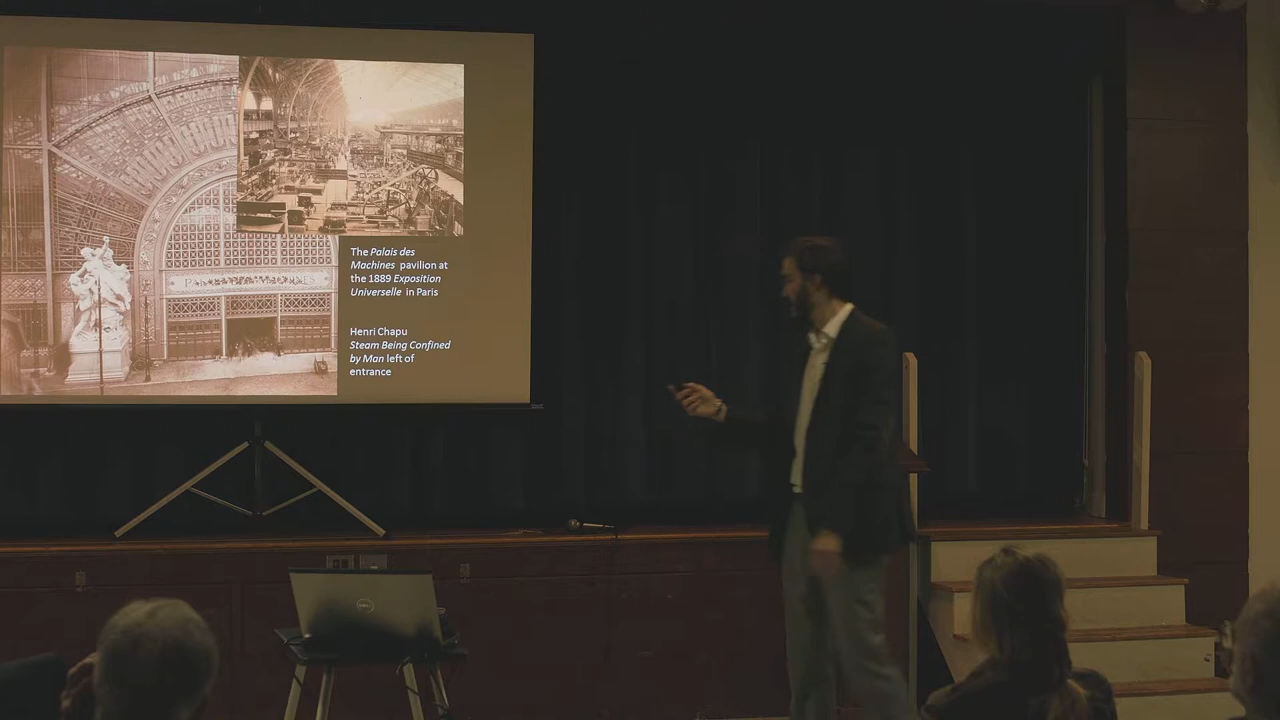 The Palais des
Machines pavilion at
the 1889 Exposition
Universelle in Paris
Henri Chapu
Steam Being Confined
by Man left of
entrance
DELL